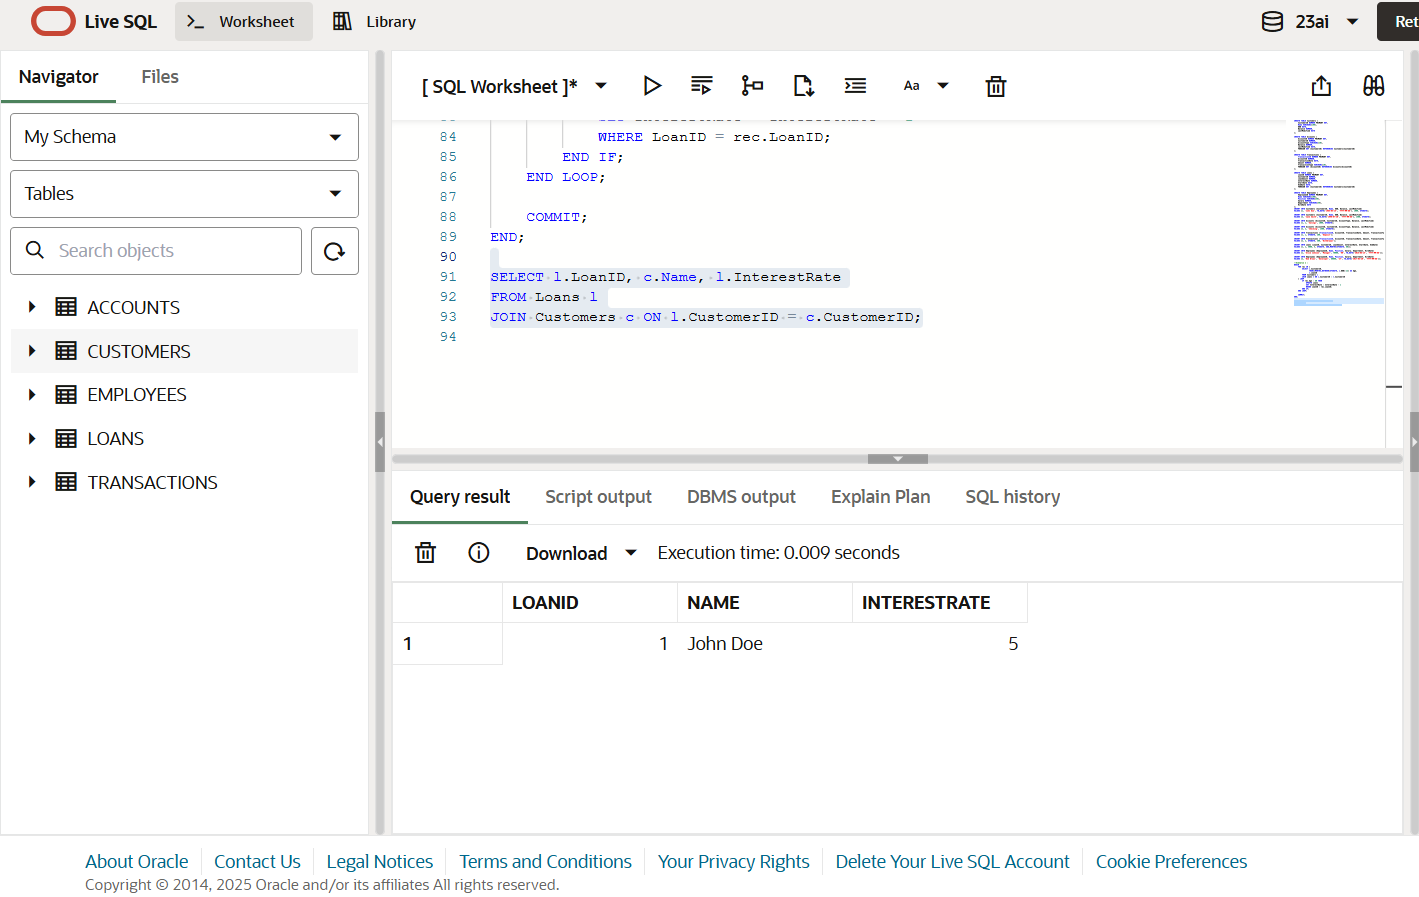 Live SQL
Worksheet
Library
23ai
Ret
Navigator
Files
My Schema
Tables
Search objects
ACCOUNTS
CUSTOMERS
EMPLOYEES
LOANS
TRANSACTIONS
[ SQL Worksheet ]*
Aa
84 WHERE LoanID = rec.LoanID;
85 END IF;
86 END LOOP;
87
88 COMMIT;
89 END;
90
91 SELECT l.LoanID, c.Name, l.InterestRate
92 FROM Loans l
93 JOIN Customers c ON l.CustomerID = c.CustomerID;
94
Query result
Script output
DBMS output
Explain Plan
SQL history
Download
Execution time: 0.009 seconds
LOANID NAME INTERESTRATE
1 1 John Doe 5
About Oracle
Contact Us
Legal Notices
Terms and Conditions
Your Privacy Rights
Delete Your Live SQL Account
Cookie Preferences
Copyright © 2014, 2025 Oracle and/or its affiliates All rights reserved.